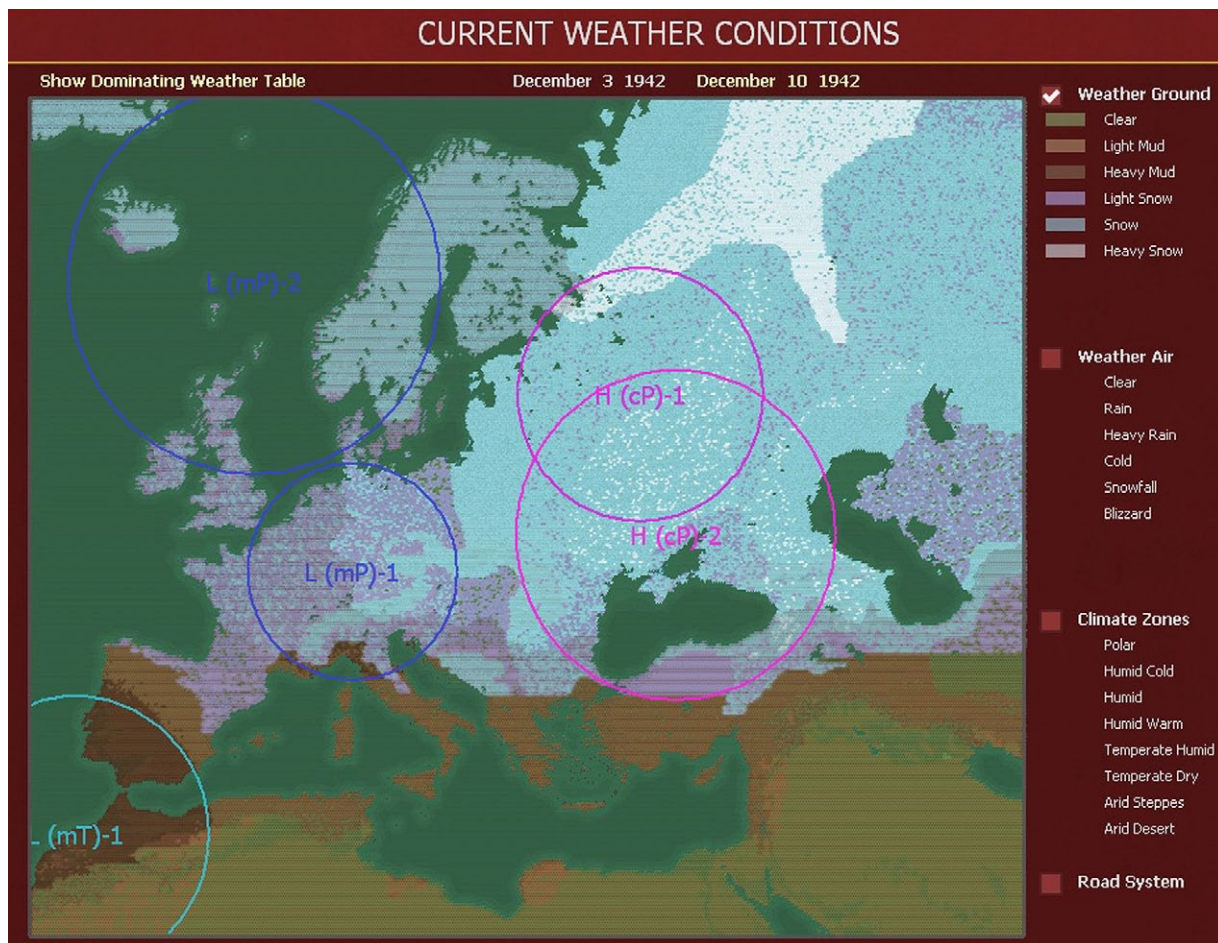 CURRENT WEATHER CONDITIONS
Show Dominating Weather Table
December 3 1942
December 10 1942
L (mP)-2
H (cP)-1
H (cP)-2
L (mP)-1
L (mT)-1
Weather Ground
Clear
Light Mud
Heavy Mud
Light Snow
Snow
Heavy Snow
Weather Air
Clear
Rain
Heavy Rain
Cold
Snowfall
Blizzard
Climate Zones
Polar
Humid Cold
Humid
Humid Warm
Temperate Humid
Temperate Dry
Arid Steppes
Arid Desert
Road System